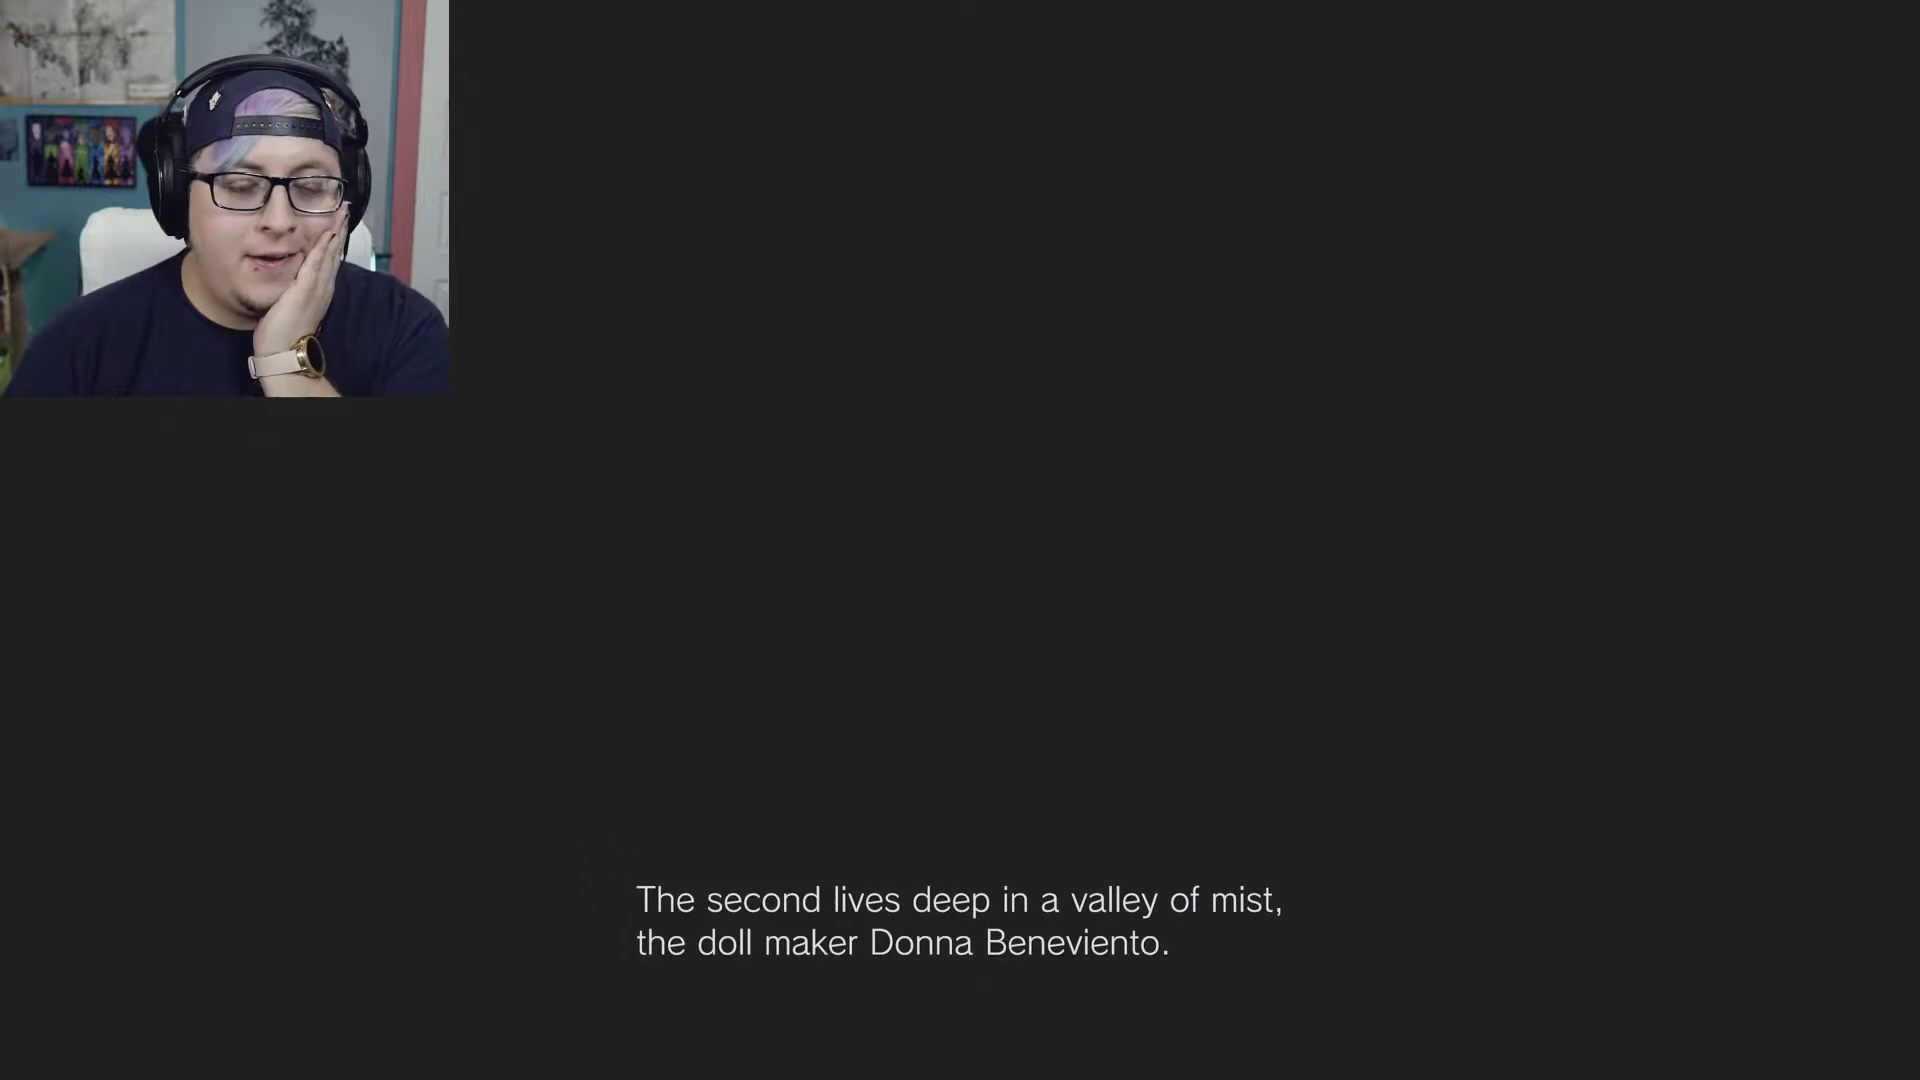 The second lives deep in a valley of mist,
the doll maker Donna Beneviento.